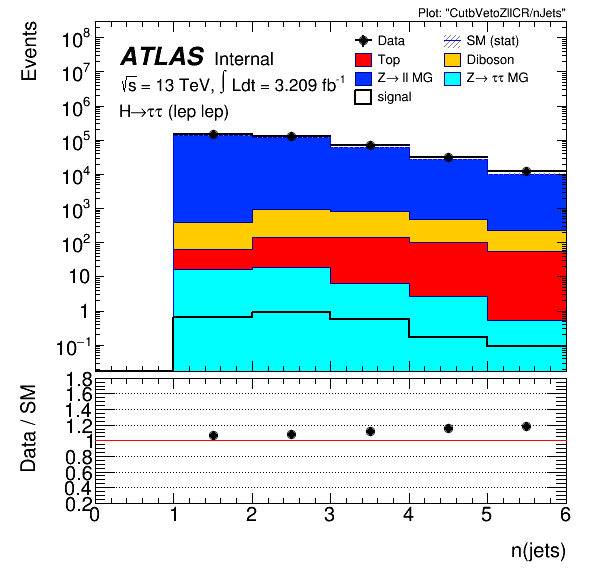 Plot: "CutbVetoZllCR/nJets"
Events
ATLAS Internal
√s = 13 TeV, ∫ Ldt = 3.209 fb⁻¹
H→ττ (lep lep)
Data
SM (stat)
Top
Diboson
Z→ ll MG
Z→ ττ MG
signal
10⁸
10⁷
10⁶
10⁵
10⁴
10³
10²
10
1
10⁻¹
Data / SM
1.8
1.6
1.4
1.2
1
0.8
0.6
0.4
0.2
0 1 2 3 4 5 6
n(jets)